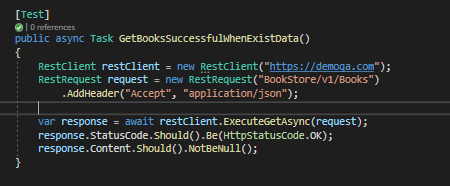 [Test]
| 0 references
public async Task GetBooksSuccessfulWhenExistData()
{
RestClient restClient = new RestClient("https://demoqa.com");
RestRequest request = new RestRequest("BookStore/v1/Books")
.AddHeader("Accept", "application/json");
var response = await restClient.ExecuteGetAsync(request);
response.StatusCode.Should().Be(HttpStatusCode.OK);
response.Content.Should().NotBeNull();
}